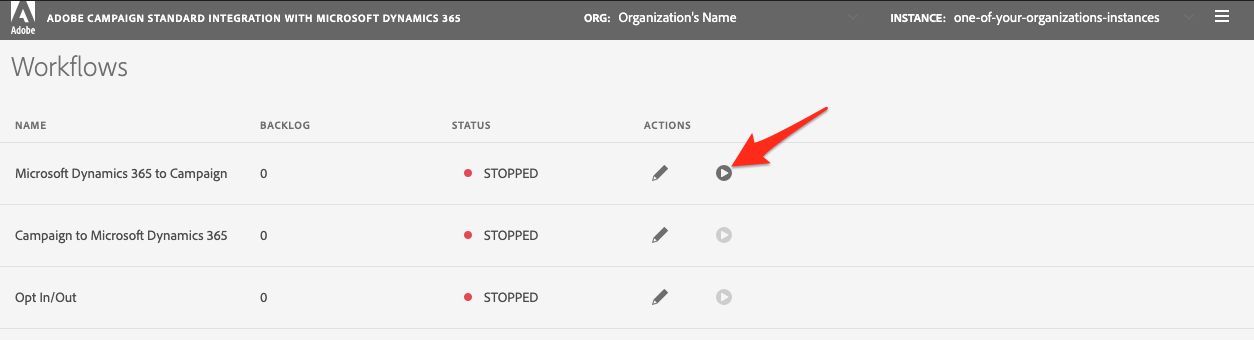 Adobe
ADOBE CAMPAIGN STANDARD INTEGRATION WITH MICROSOFT DYNAMICS 365 ORG: Organization's Name INSTANCE: one-of-your-organizations-instances
Workflows
NAME BACKLOG STATUS ACTIONS
Microsoft Dynamics 365 to Campaign 0 STOPPED
Campaign to Microsoft Dynamics 365 0 STOPPED
Opt In/Out 0 STOPPED